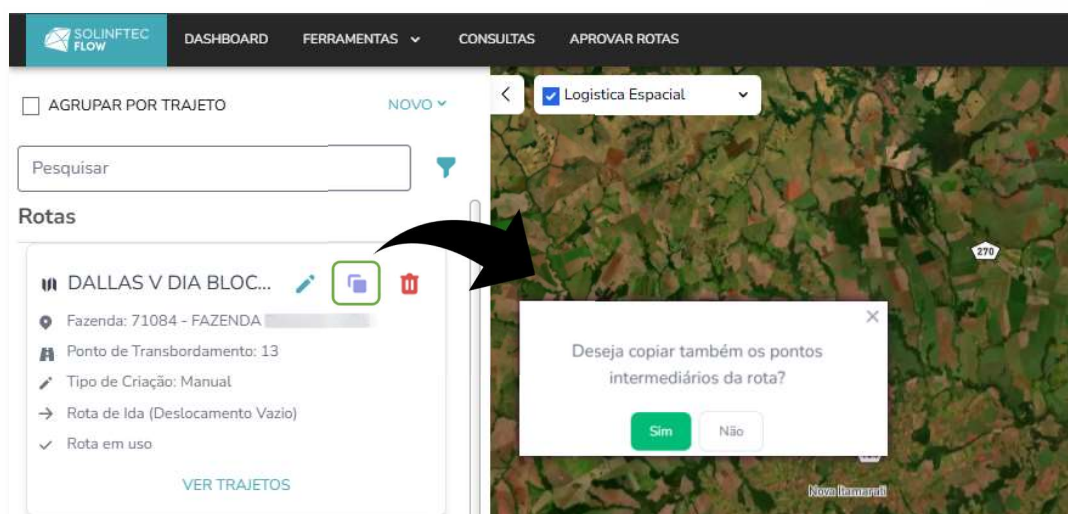 SOLINFTEC
FLOW
DASHBOARD
FERRAMENTAS
CONSULTAS
APROVAR ROTAS
AGRUPAR POR TRAJETO
NOVO
Logistica Espacial
Pesquisar
Rotas
270
DALLAS V DIA BLOC...
Fazenda: 71084 - FAZENDA
Ponto de Transbordamento: 13
Tipo de Criação: Manual
Rota de Ida (Deslocamento Vazio)
Rota em uso
VER TRAJETOS
Deseja copiar também os pontos
intermediários da rota?
Sim
Não
Nova Itamarati